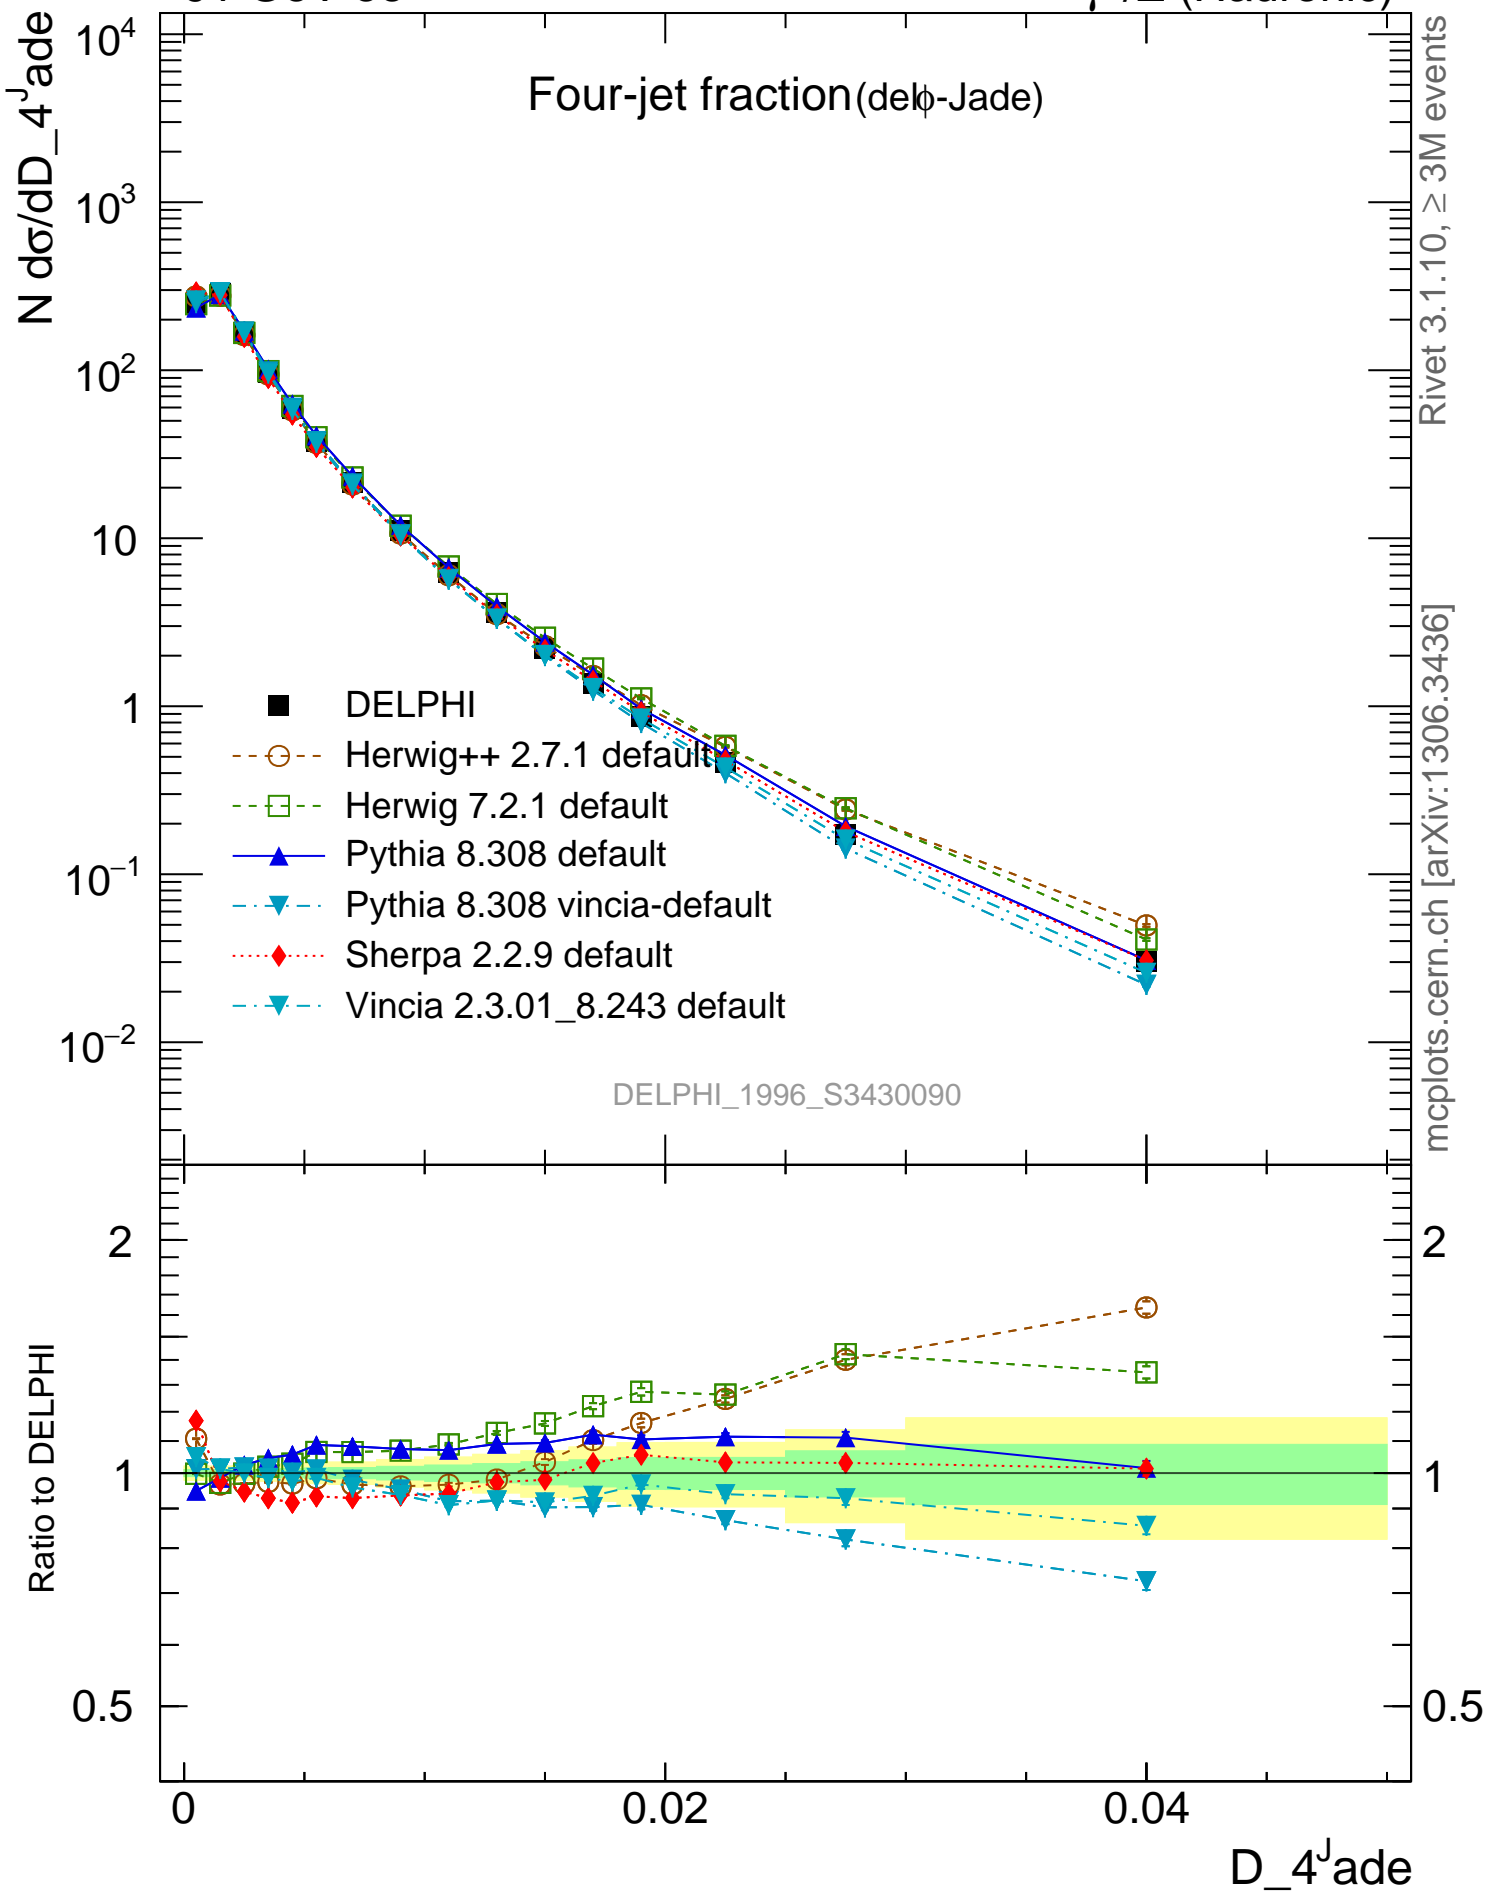 Four-jet fraction (delϕ-Jade)
N dσ/dD_4^Jade
10^4
10^3
10^2
10
1
10^−1
10^−2
DELPHI
Herwig++ 2.7.1 default
Herwig 7.2.1 default
Pythia 8.308 default
Pythia 8.308 vincia-default
Sherpa 2.2.9 default
Vincia 2.3.01_8.243 default
DELPHI_1996_S3430090
Rivet 3.1.10, ≥ 3M events
mcplots.cern.ch [arXiv:1306.3436]
Ratio to DELPHI
2
1
0.5
2
1
0.5
0
0.02
0.04
D_4^Jade